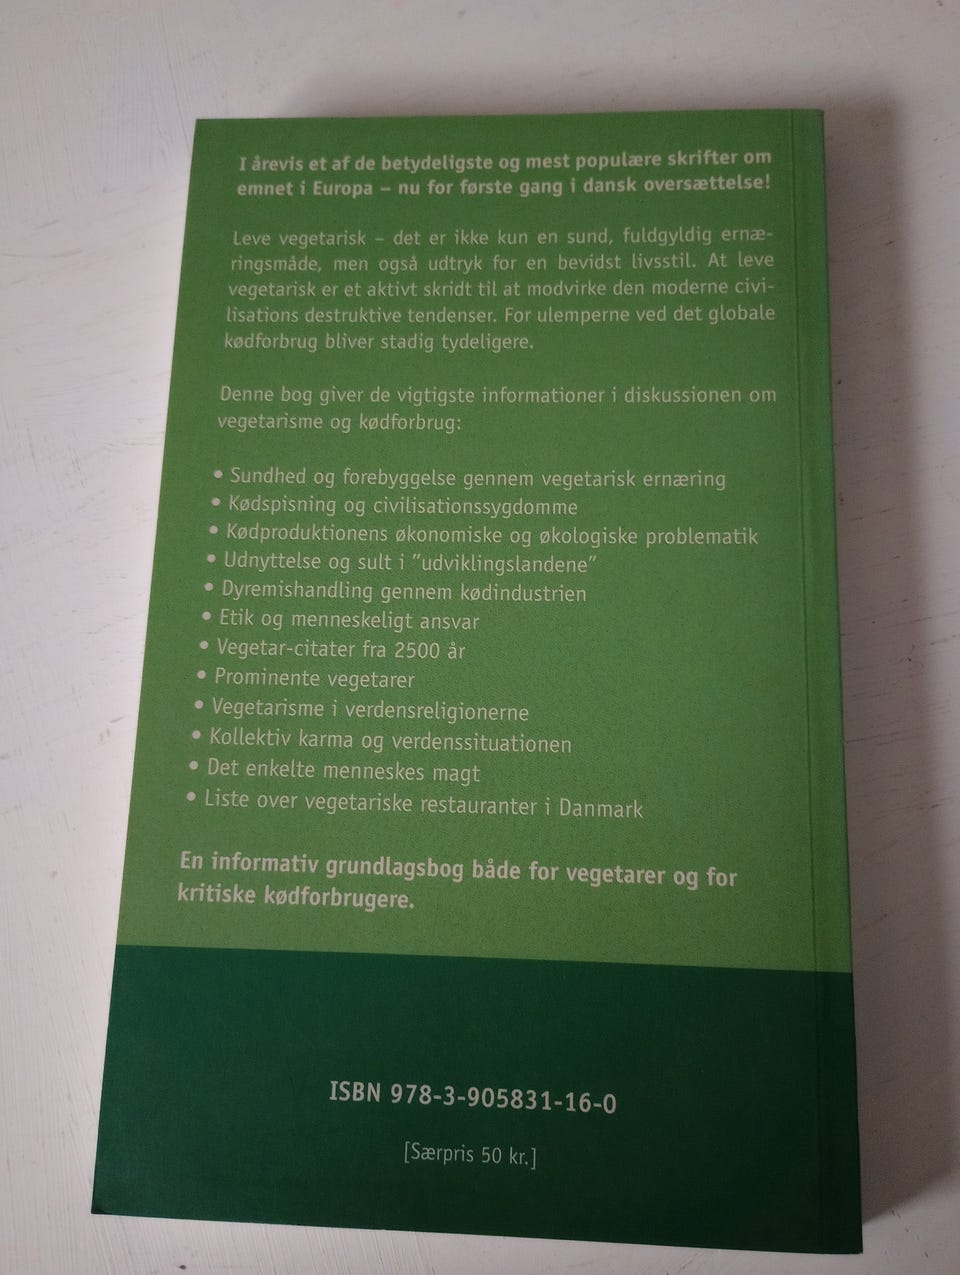 I årevis et af de betydeligste og mest populære skrifter om
emnet i Europa – nu for første gang i dansk oversættelse!
Leve vegetarisk – det er ikke kun en sund, fuldgyldig ernæ-
ringsmåde, men også udtryk for en bevidst livsstil. At leve
vegetarisk er et aktivt skridt til at modvirke den moderne civi-
lisations destruktive tendenser. For ulemperne ved det globale
kødforbrug bliver stadig tydeligere.
Denne bog giver de vigtigste informationer i diskussionen om
vegetarisme og kødforbrug:
• Sundhed og forebyggelse gennem vegetarisk ernæring
• Kødspisning og civilisationssygdomme
• Kødproduktionens økonomiske og økologiske problematik
• Udnyttelse og sult i ”udviklingslandene”
• Dyremishandling gennem kødindustrien
• Etik og menneskeligt ansvar
• Vegetar-citater fra 2500 år
• Prominente vegetarer
• Vegetarisme i verdensreligionerne
• Kollektiv karma og verdenssituationen
• Det enkelte menneskes magt
• Liste over vegetariske restauranter i Danmark
En informativ grundlagsbog både for vegetarer og for
kritiske kødforbrugere.
ISBN 978-3-905831-16-0
[Særpris 50 kr.]